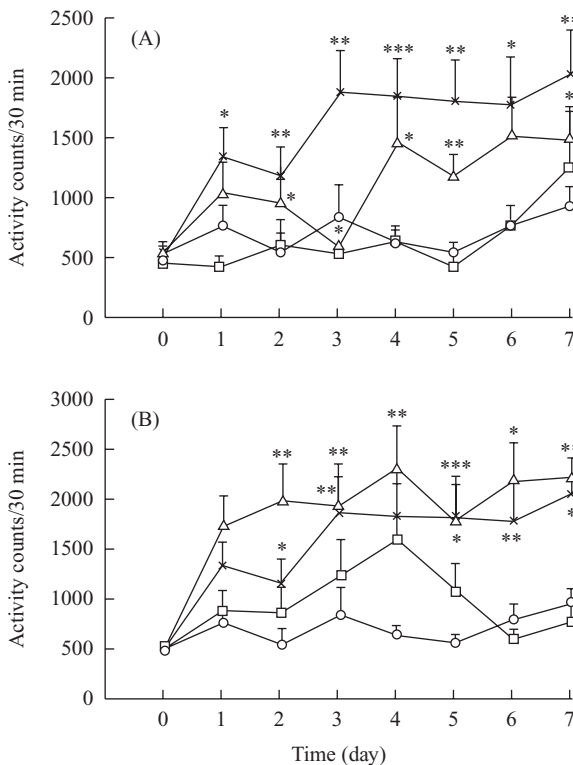 (A)
Activity counts/30 min
2500
2000
1500
1000
500
0
** *** ** * **
* ** * ** *
* *
0 1 2 3 4 5 6 7
(B)
Activity counts/30 min
3000
2500
2000
1500
1000
500
0
**
** ** *** * **
**
* * ** *
0 1 2 3 4 5 6 7
Time (day)